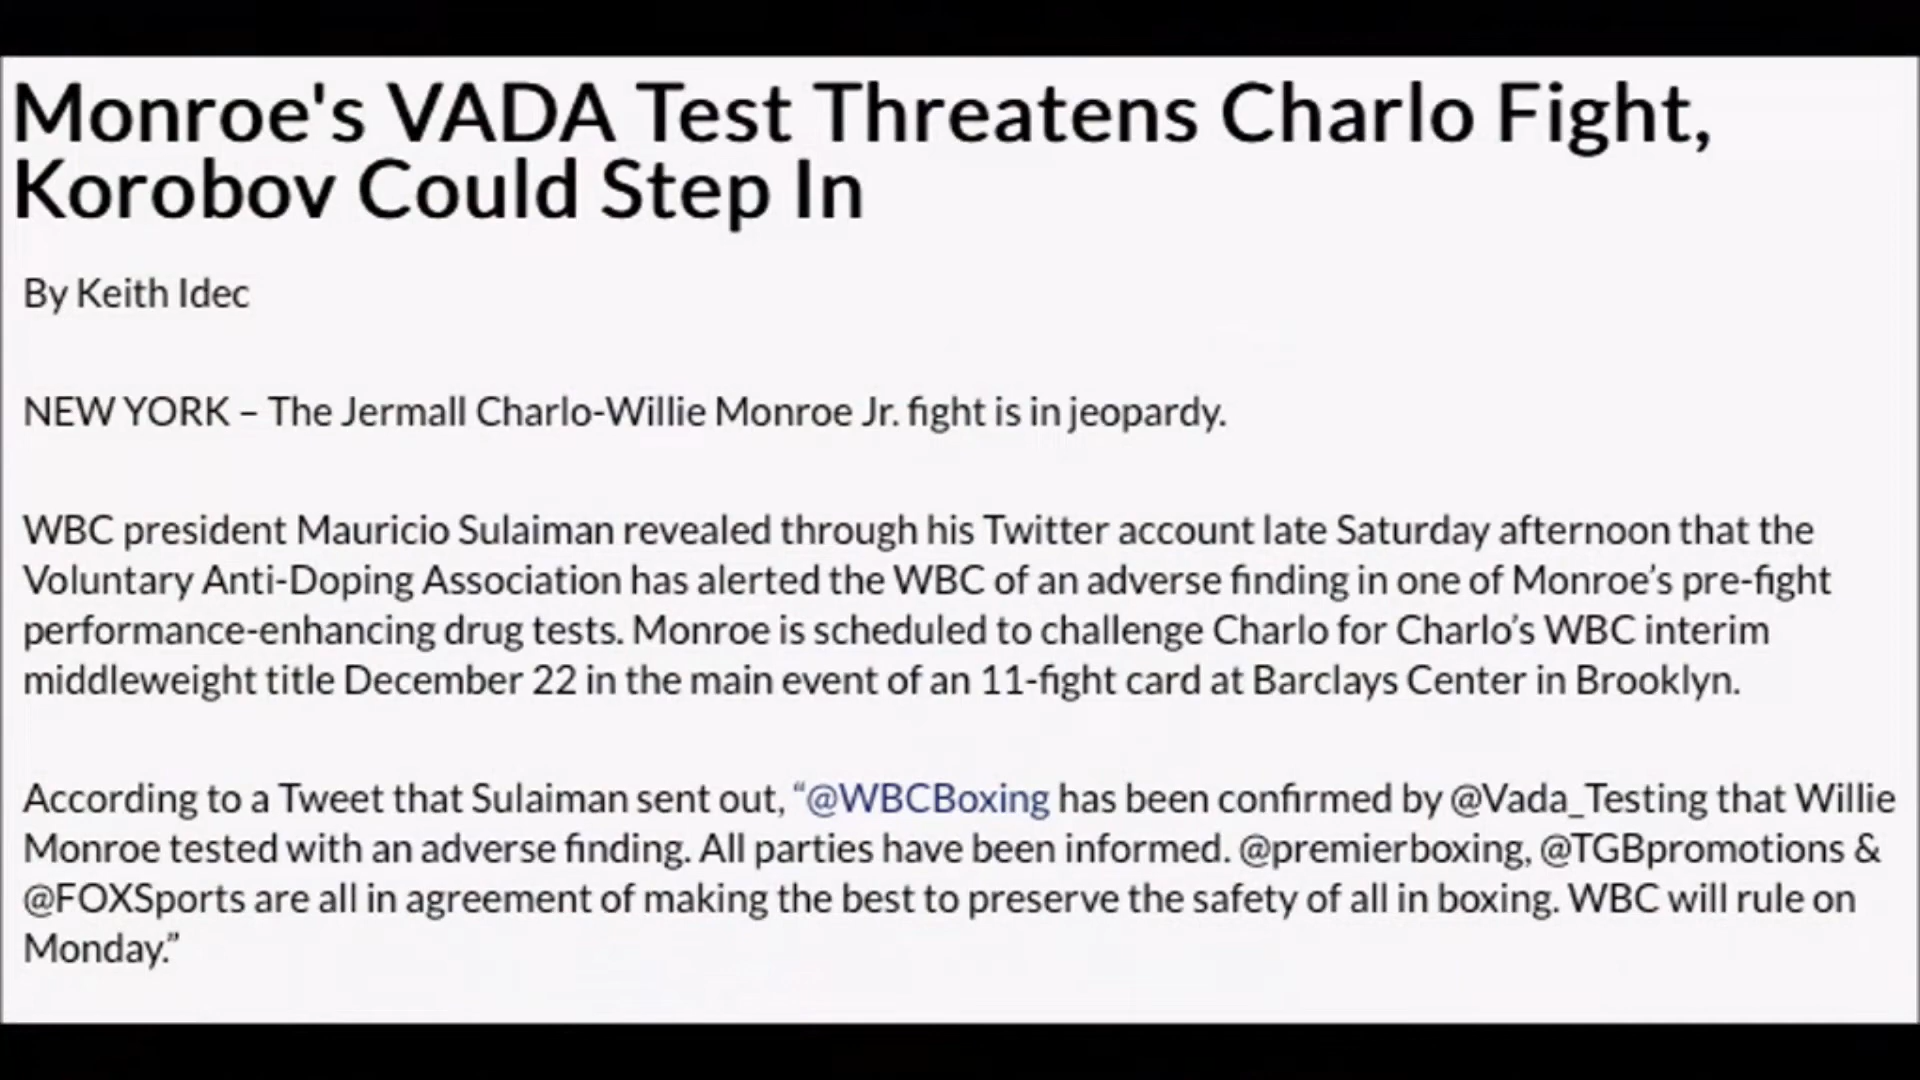 Monroe's VADA Test Threatens Charlo Fight,
Korobov Could Step In
By Keith Idec
NEW YORK – The Jermall Charlo-Willie Monroe Jr. fight is in jeopardy.
WBC president Mauricio Sulaiman revealed through his Twitter account late Saturday afternoon that the
Voluntary Anti-Doping Association has alerted the WBC of an adverse finding in one of Monroe’s pre-fight
performance-enhancing drug tests. Monroe is scheduled to challenge Charlo for Charlo’s WBC interim
middleweight title December 22 in the main event of an 11-fight card at Barclays Center in Brooklyn.
According to a Tweet that Sulaiman sent out, “@WBCBoxing has been confirmed by @Vada_Testing that Willie
Monroe tested with an adverse finding. All parties have been informed. @premierboxing, @TGBpromotions &
@FOXSports are all in agreement of making the best to preserve the safety of all in boxing. WBC will rule on
Monday.”